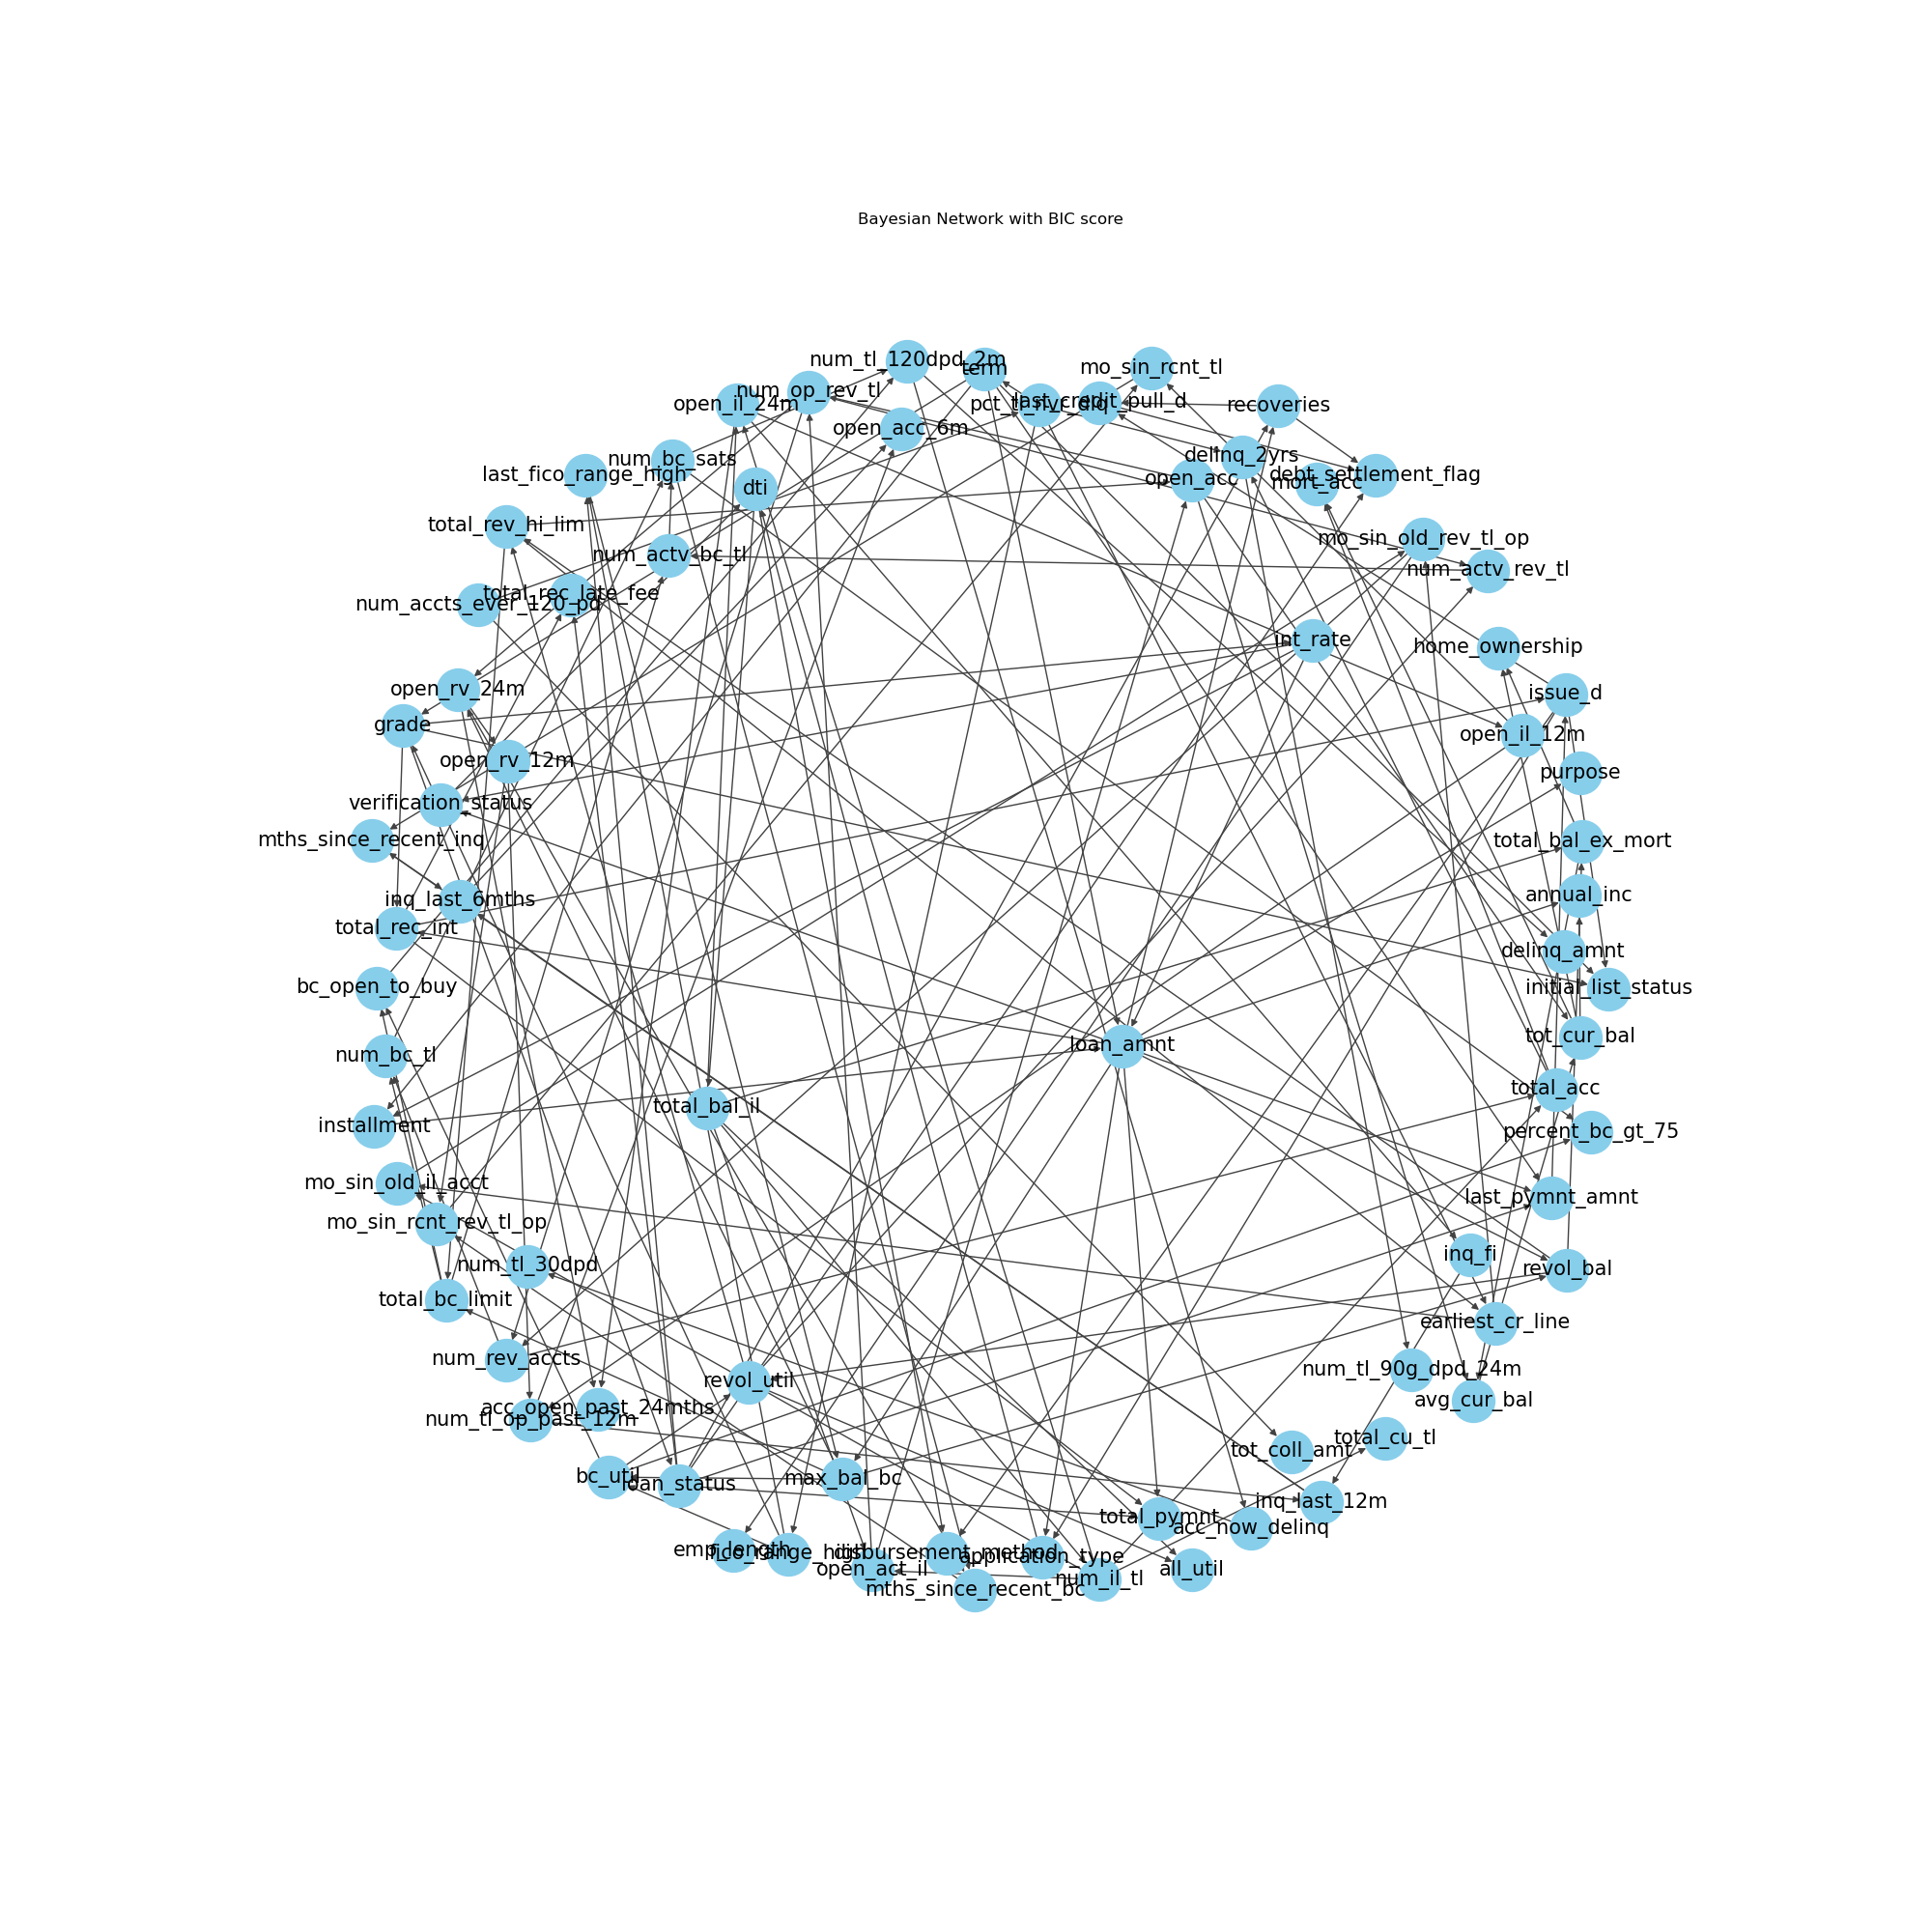 Bayesian Network with BIC score
num_tl_120dpd_2m
term
mo_sin_rcnt_tl
num_op_rev_tl
open_il_24m
pct_tl_nvr_dlq
last_credit_pull_d
recoveries
open_acc_6m
num_bc_sats
delinq_2yrs
last_fico_range_high
dti
open_acc
debt_settlement_flag
mort_acc
total_rev_hi_lim
mo_sin_old_rev_tl_op
num_actv_bc_tl
num_actv_rev_tl
total_rec_late_fee
num_accts_ever_120_pd
int_rate
home_ownership
open_rv_24m
issue_d
grade
open_il_12m
open_rv_12m
purpose
verification_status
mths_since_recent_inq
total_bal_ex_mort
annual_inc
inq_last_6mths
total_rec_int
delinq_amnt
bc_open_to_buy
initial_list_status
tot_cur_bal
loan_amnt
num_bc_tl
total_acc
total_bal_il
installment
percent_bc_gt_75
mo_sin_old_il_acct
last_pymnt_amnt
mo_sin_rcnt_rev_tl_op
inq_fi
num_tl_30dpd
revol_bal
total_bc_limit
earliest_cr_line
num_rev_accts
num_tl_90g_dpd_24m
revol_util
avg_cur_bal
acc_open_past_24mths
num_tl_op_past_12m
total_cu_tl
tot_coll_amt
bc_util
loan_status
max_bal_bc
inq_last_12m
total_pymnt
acc_now_delinq
emp_length
fico_range_high
disbursement_method
application_type
open_act_il
all_util
num_il_tl
mths_since_recent_bc